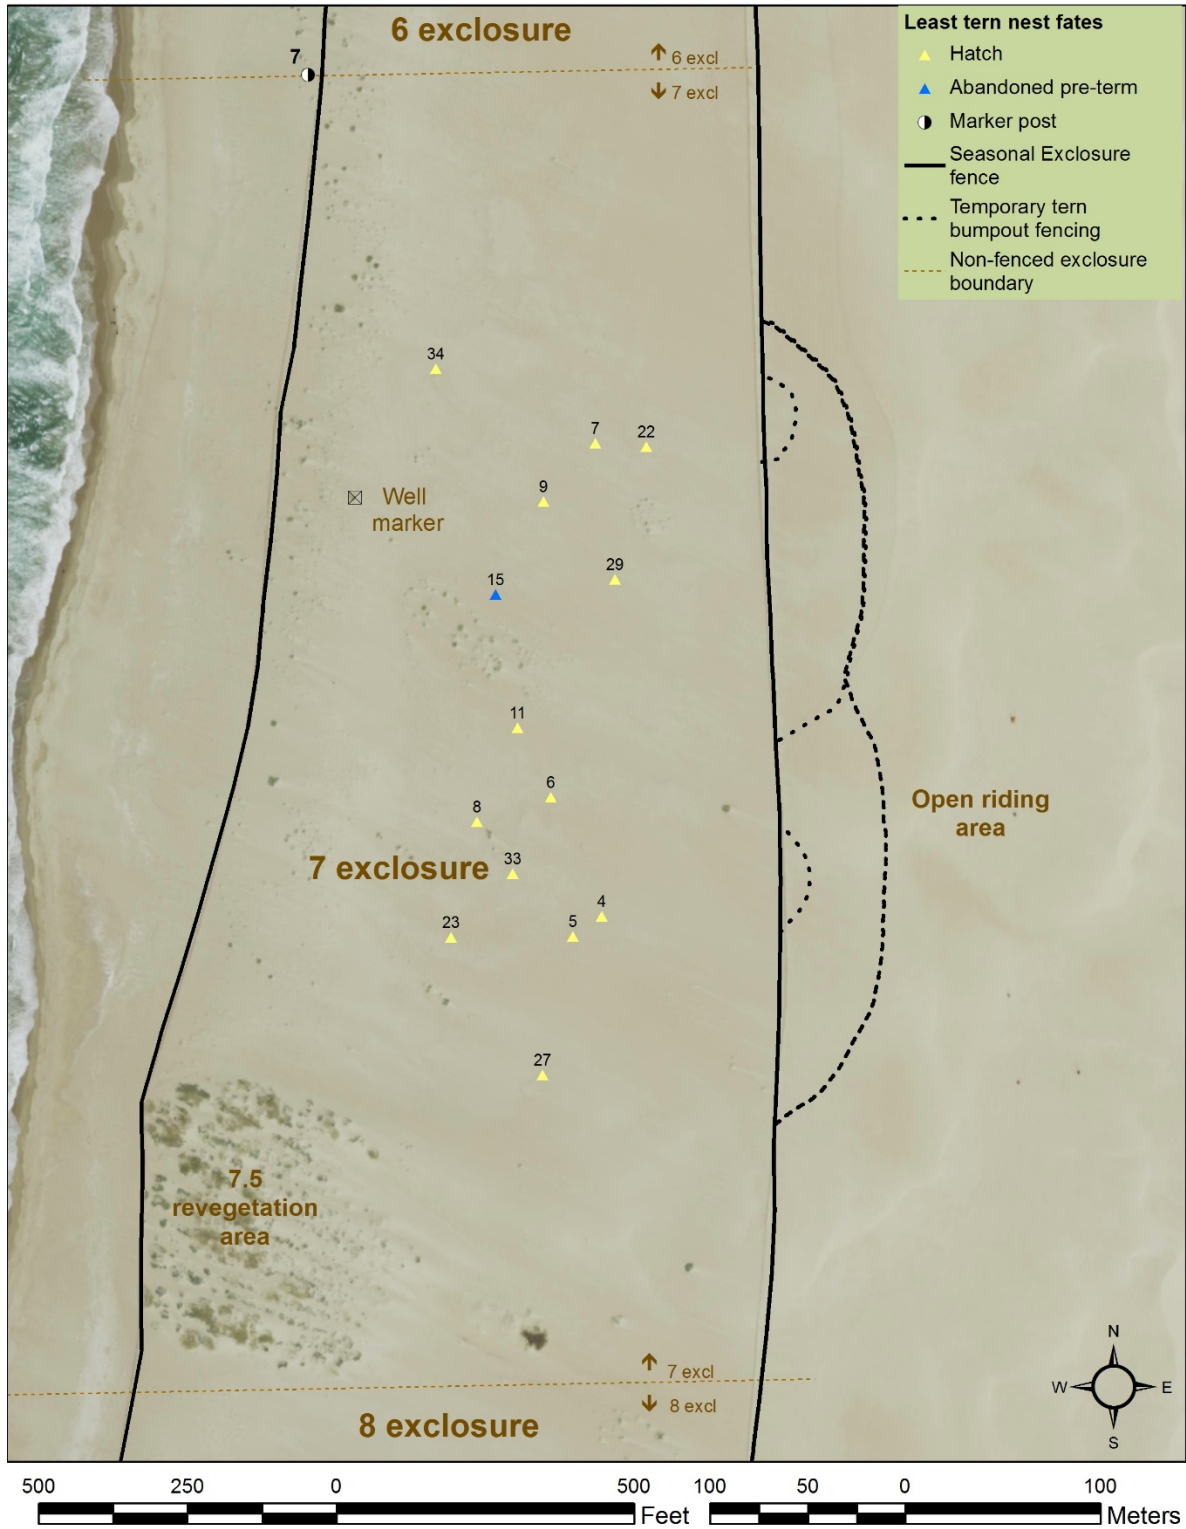 6 exclosure
7
6 excl
7 excl
Least tern nest fates
Hatch
Abandoned pre-term
Marker post
Seasonal Exclosure
fence
Temporary tern
bumpout fencing
Non-fenced exclosure
boundary
34
7
22
9
Well
marker
29
15
11
6
8
Open riding
area
7 exclosure
33
4
23
5
27
7.5
revegetation
area
7 excl
8 excl
8 exclosure
N
W
E
S
500
250
0
500
Feet
100
50
0
100
Meters